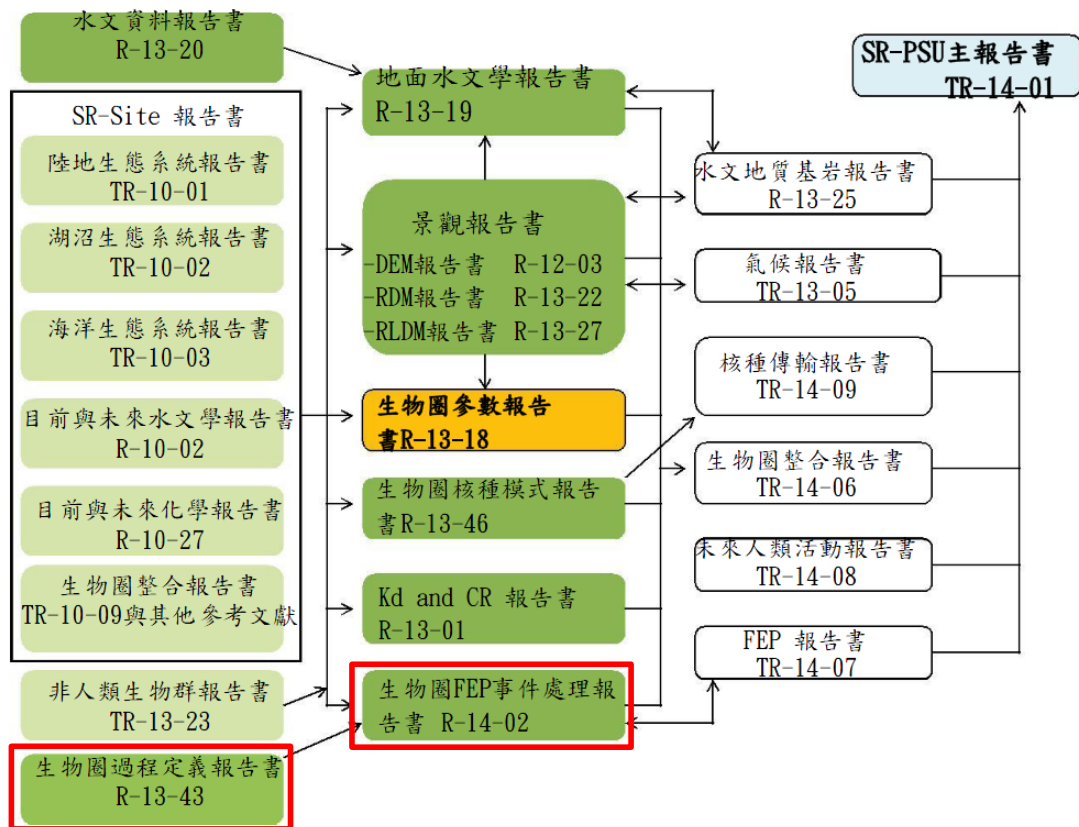 水文資料報告書
R-13-20
SR-Site 報告書
陸地生態系統報告書
TR-10-01
湖沼生態系統報告書
TR-10-02
海洋生態系統報告書
TR-10-03
目前與未來水文學報告書
R-10-02
目前與未來化學報告書
R-10-27
生物圈整合報告書
TR-10-09與其他參考文獻
非人類生物群報告書
TR-13-23
生物圈過程定義報告書
R-13-43
地面水文學報告書
R-13-19
景觀報告書
-DEM報告書 R-12-03
-RDM報告書 R-13-22
-RLDM報告書 R-13-27
生物圈參數報告
書R-13-18
生物圈核種模式報告
書R-13-46
Kd and CR 報告書
R-13-01
生物圈FEP事件處理報
告書 R-14-02
SR-PSU主報告書
TR-14-01
水文地質基岩報告書
R-13-25
氣候報告書
TR-13-05
核種傳輸報告書
TR-14-09
生物圈整合報告書
TR-14-06
未來人類活動報告書
TR-14-08
FEP 報告書
TR-14-07